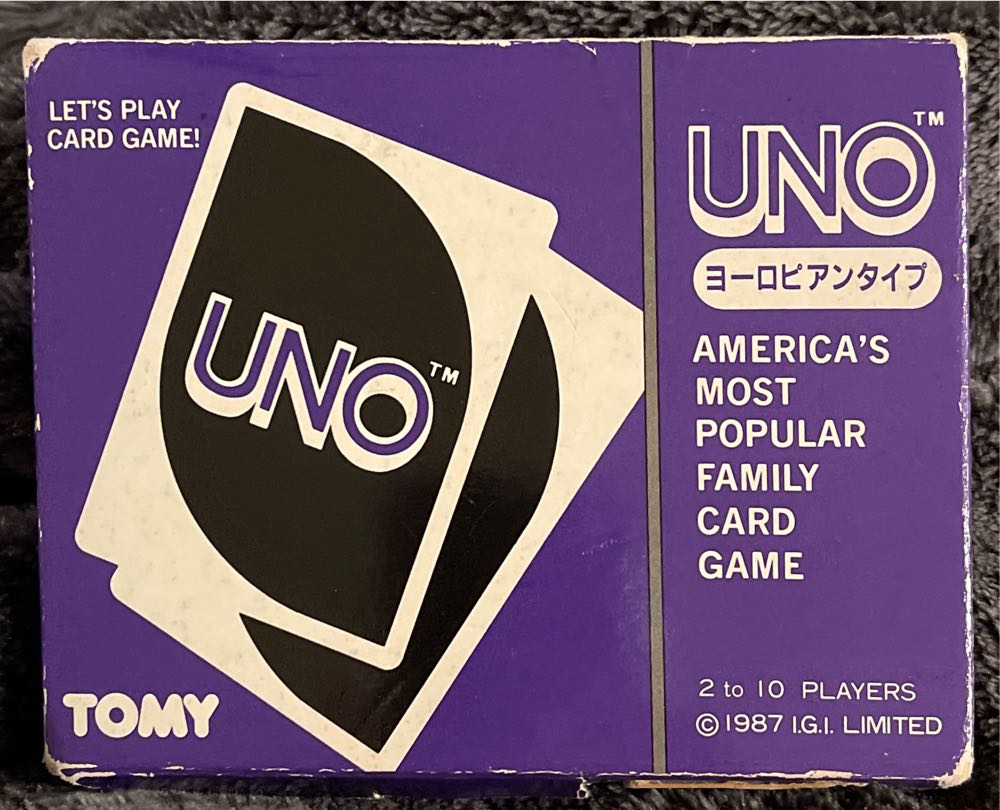 LET'S PLAY
CARD GAME!
UNO™
TOMY
UNO™
ヨーロピアンタイプ
AMERICA'S
MOST
POPULAR
FAMILY
CARD
GAME
2 to 10 PLAYERS
©1987 I.G.I. LIMITED